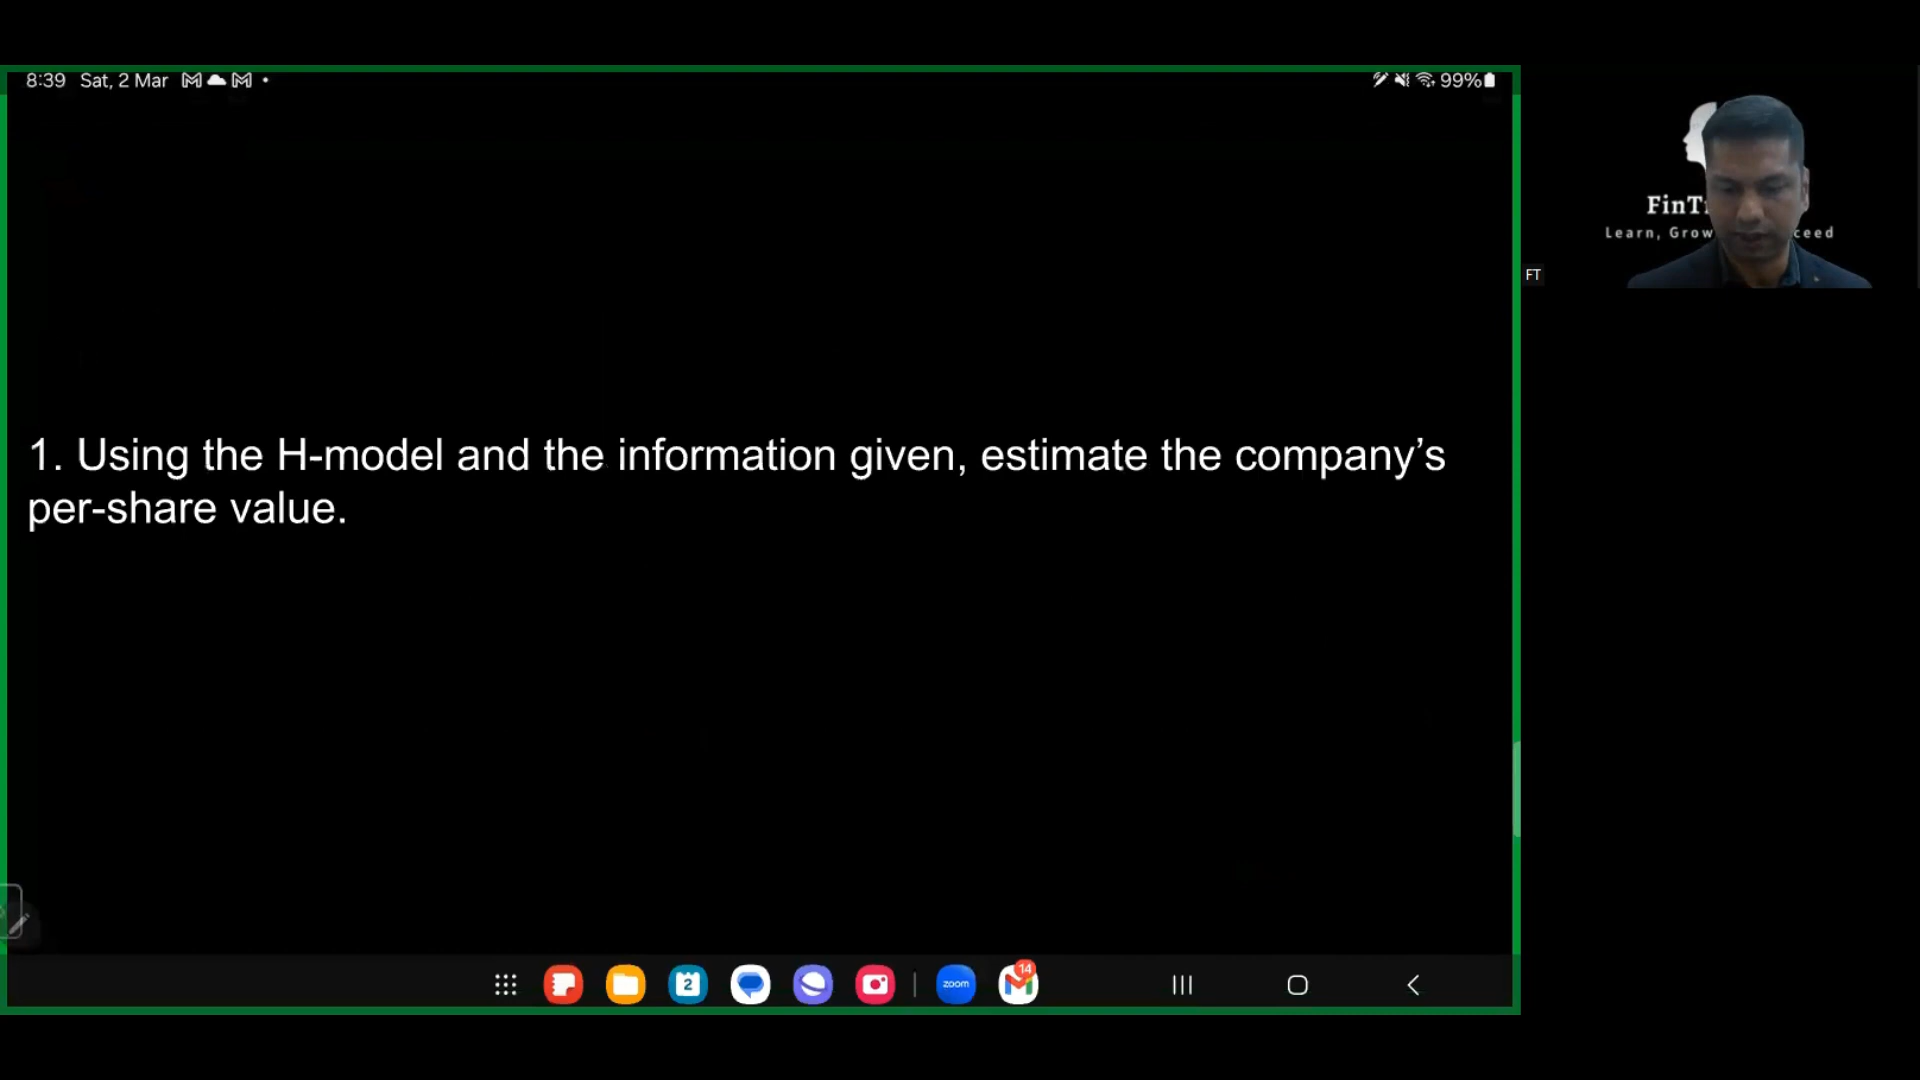 8:39 Sat, 2 Mar
99%
FinT
Learn, Grow ceed
FT
1. Using the H-model and the information given, estimate the company’s
per-share value.
2
zoom
14